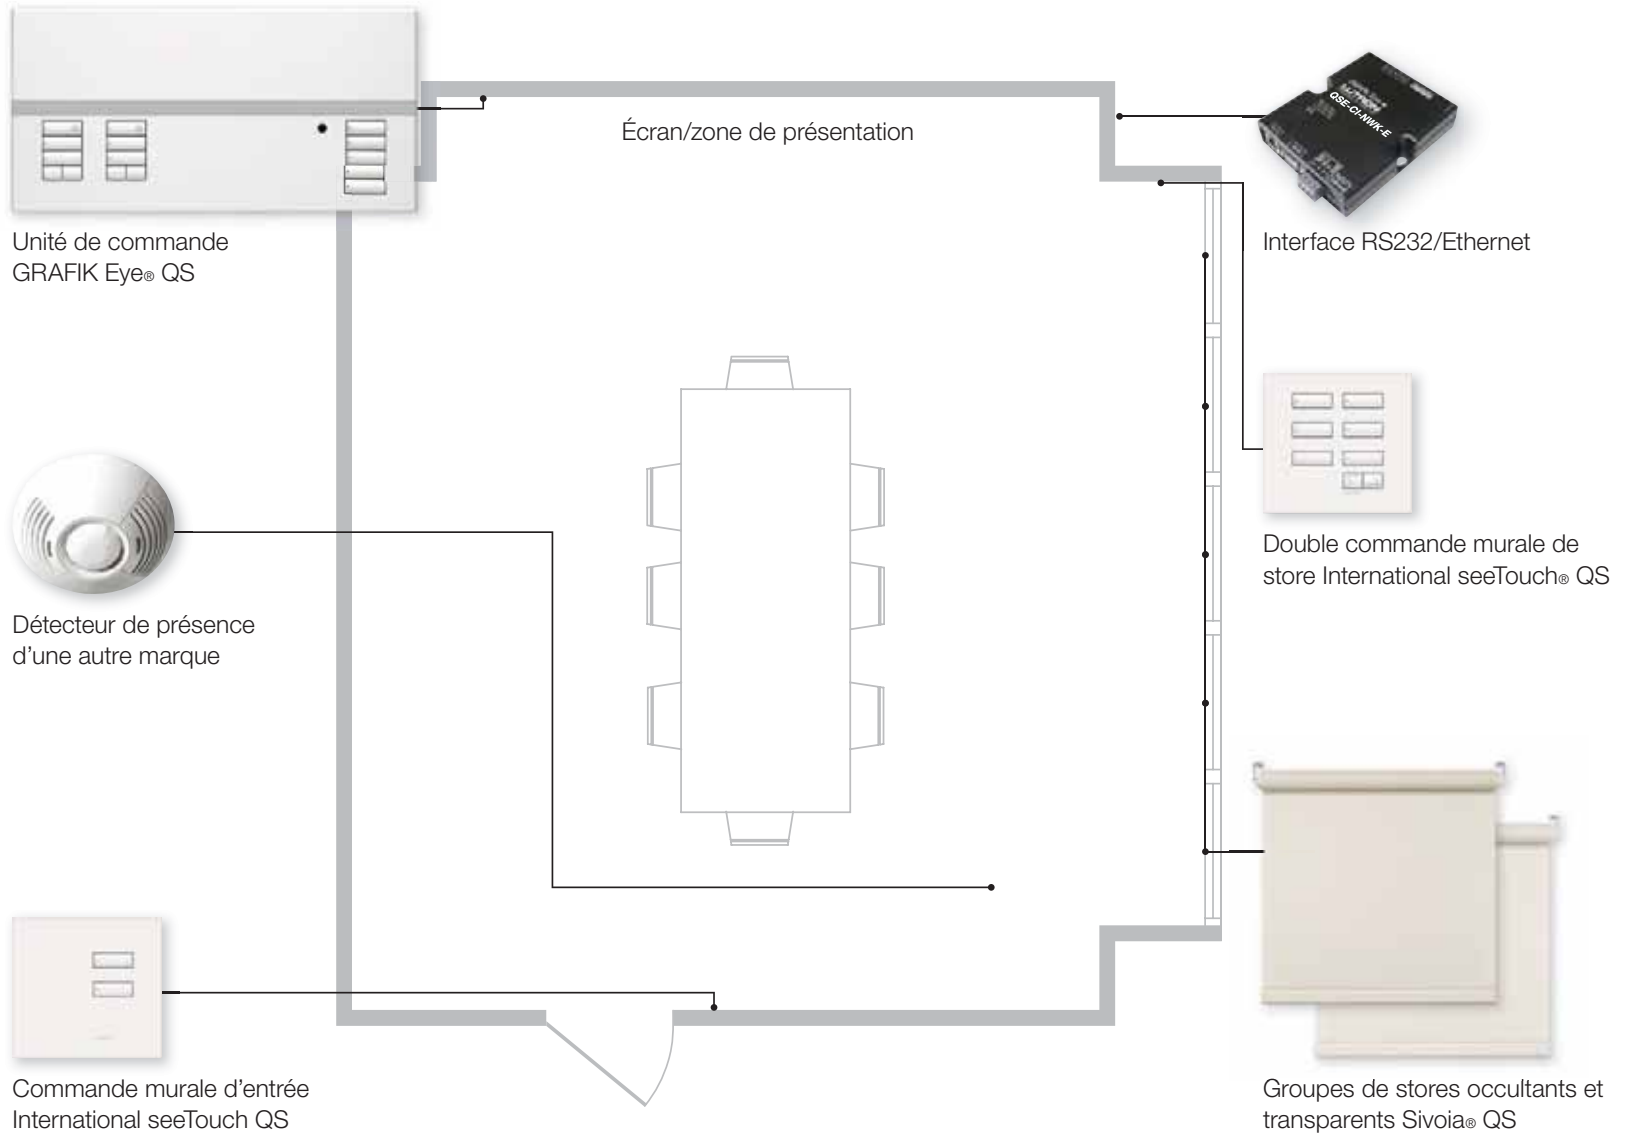 Écran/zone de présentation
QSE-CI-NWK-E
Unité de commande
GRAFIK Eye® QS
Interface RS232/Ethernet
Double commande murale de
store International seeTouch® QS
Détecteur de présence
d'une autre marque
Commande murale d'entrée
International seeTouch QS
Groupes de stores occultants et
transparents Sivoia® QS